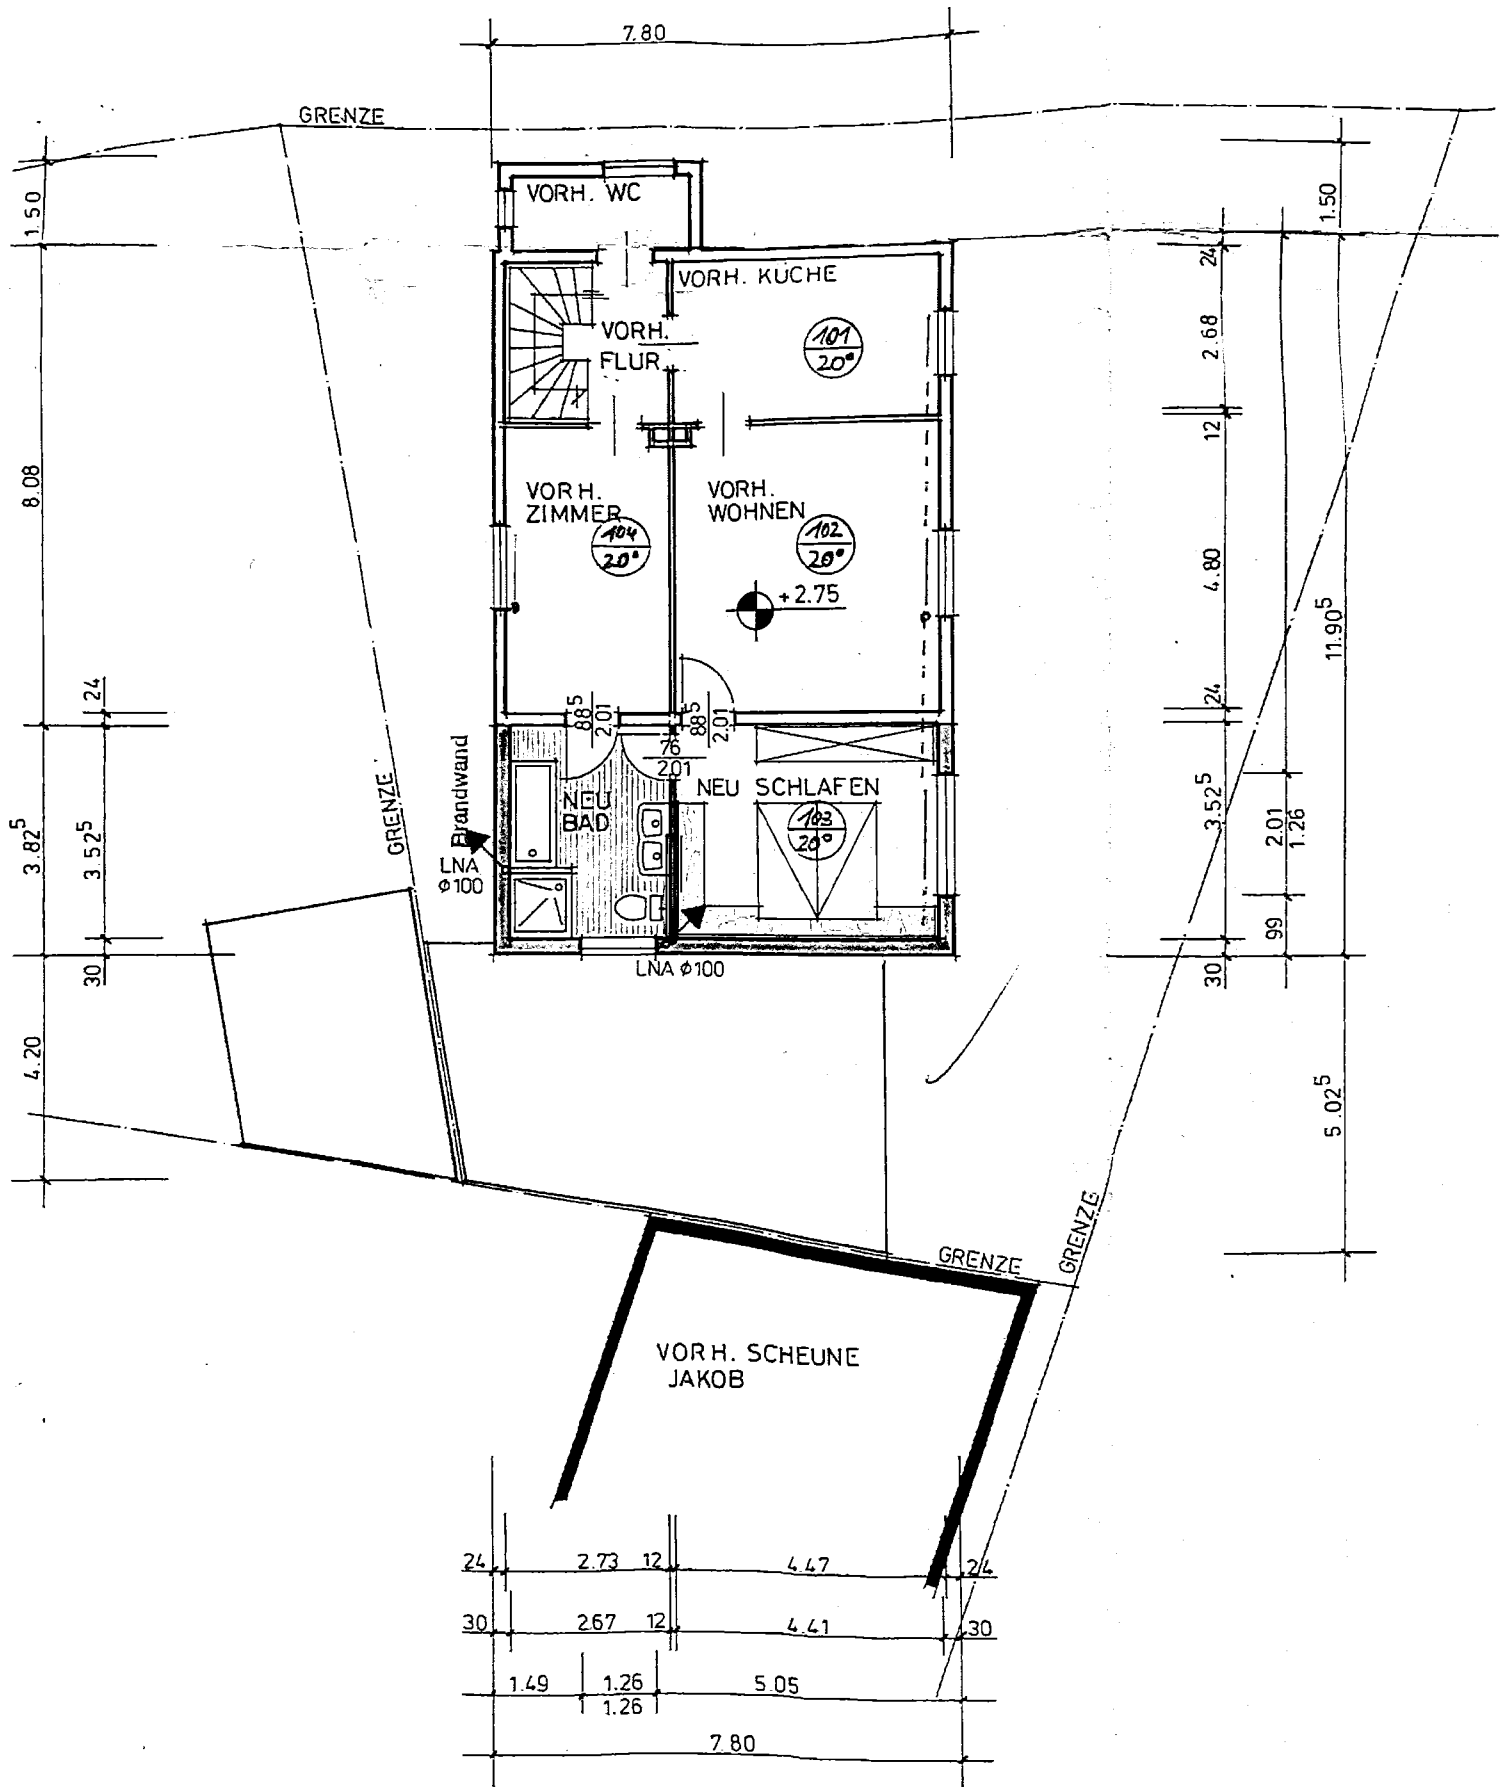 7.80
GRENZE
VORH. WC
1.50
1.50
VORH. KÜCHE
24
VORH.
FLUR
101
20°
2.68
12
8.08
VORH.
ZIMMER
104
20°
VORH.
WOHNEN
102
20°
+2.75
4.80
11.90⁵
24
24
88⁵
2.01
88⁵
2.01
76
2.01
Brandwand
GRENZE
NEU
BAD
NEU SCHLAFEN
103
20°
LNA
ø100
3.82⁵
3.52⁵
3.52⁵
2.01
1.26
99
30
30
LNA ø100
4.20
5.02⁵
GRENZE
GRENZE
VORH. SCHEUNE
JAKOB
24 2.73 12 4.47 24
30 2.67 12 4.41 30
1.49 1.26 5.05
1.26
7.80